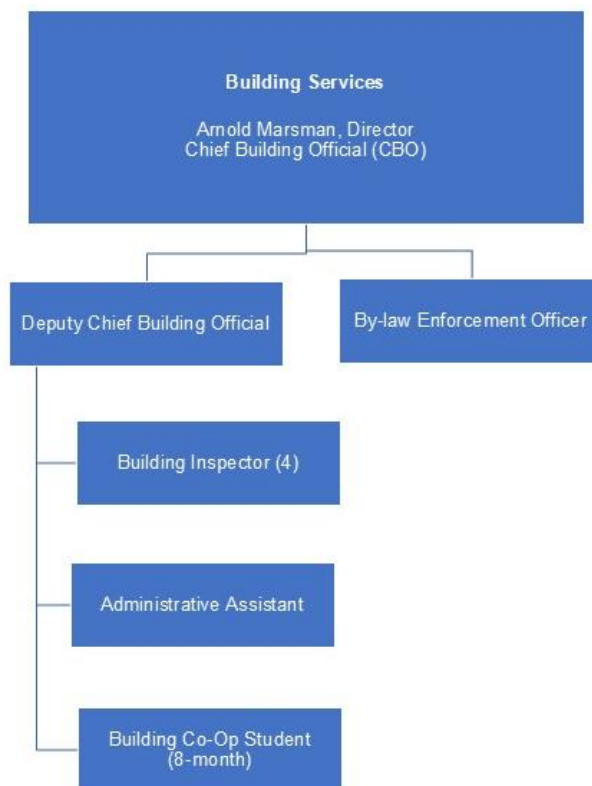 Building Services
Arnold Marsman, Director
Chief Building Official (CBO)
Deputy Chief Building Official
By-law Enforcement Officer
Building Inspector (4)
Administrative Assistant
Building Co-Op Student
(8-month)